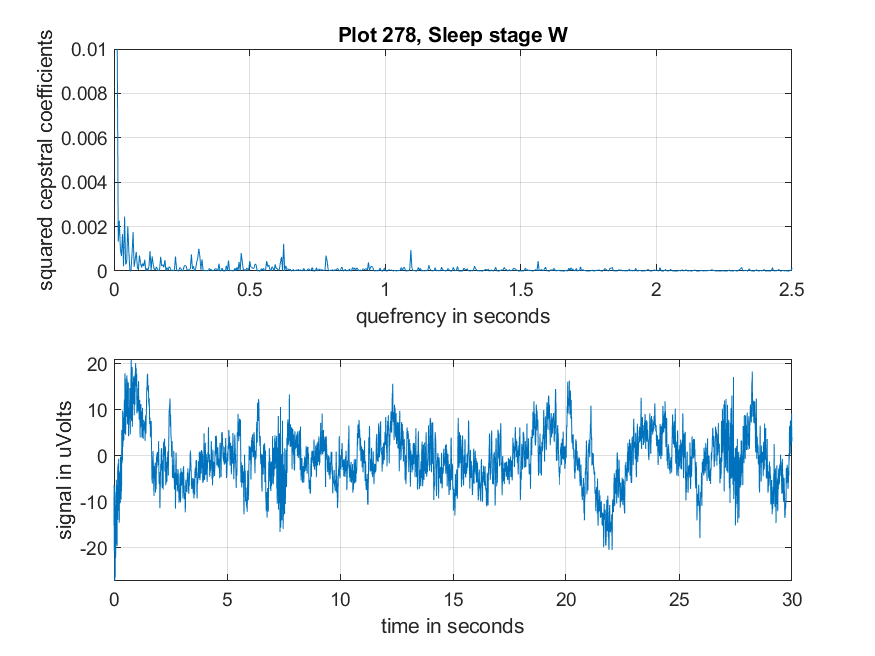 Plot 278, Sleep stage W
squared cepstral coefficients
0.01
0.008
0.006
0.004
0.002
0
0 0.5 1 1.5 2 2.5
quefrency in seconds
signal in uVolts
20
10
0
-10
-20
0 5 10 15 20 25 30
time in seconds